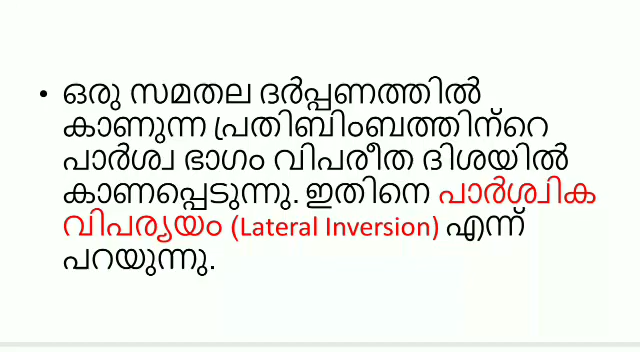 • ഒരു സമതല ദർപ്പണത്തിൽ
കാണുന്ന പ്രതിബിംബത്തിന്റെ
പാർശ്വ ഭാഗം വിപരീത ദിശയിൽ
കാണപ്പെടുന്നു. ഇതിനെ പാർശ്വിക
വിപര്യയം (Lateral Inversion) എന്ന്
പറയുന്നു.